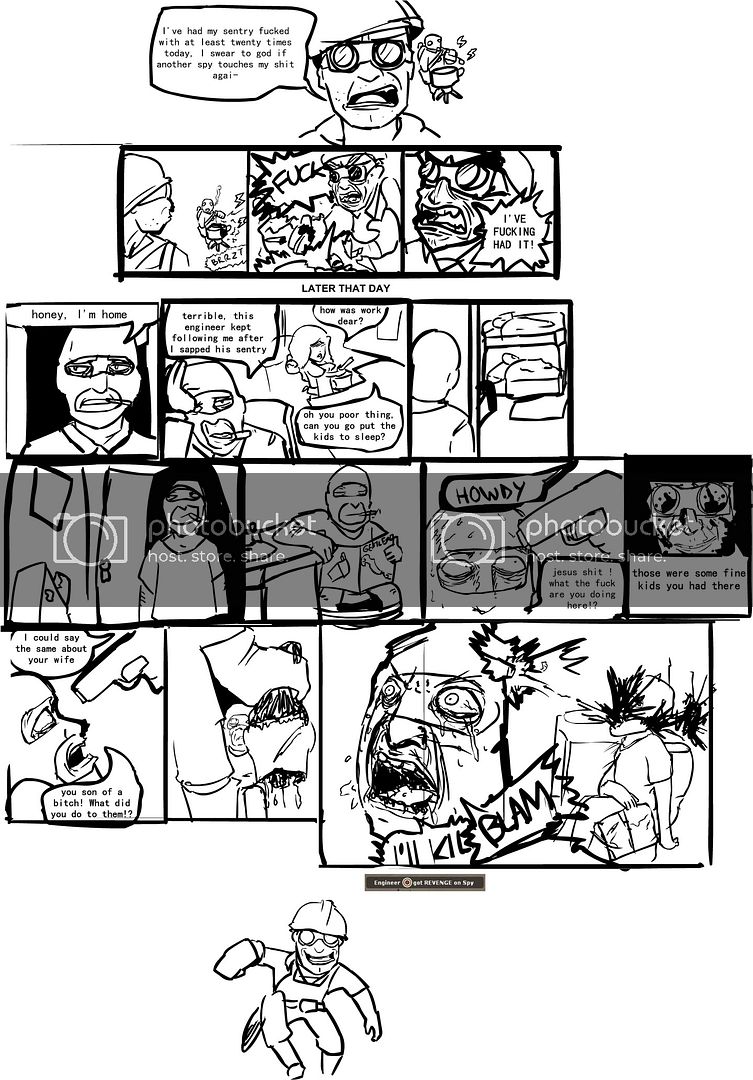 I've had my sentry fucked
with at least twenty times
today, I swear to god if
another spy touches my shit
agai-
BRRZT
FUCK
I'VE
FUCKING
HAD IT!
LATER THAT DAY
honey, I'm home
terrible, this
engineer kept
following me after
I sapped his sentry
how was work
dear?
oh you poor thing,
can you go put the
kids to sleep?
HOWDY
jesus shit !
what the fuck
are you doing
here!?
those were some fine
kids you had there
photobucket
host. store. share.
photobucket
host. store. share.
I could say
the same about
your wife
you son of a
bitch! What did
you do to them!?
I'll KIL
BLAM
Engineer got REVENGE on Spy